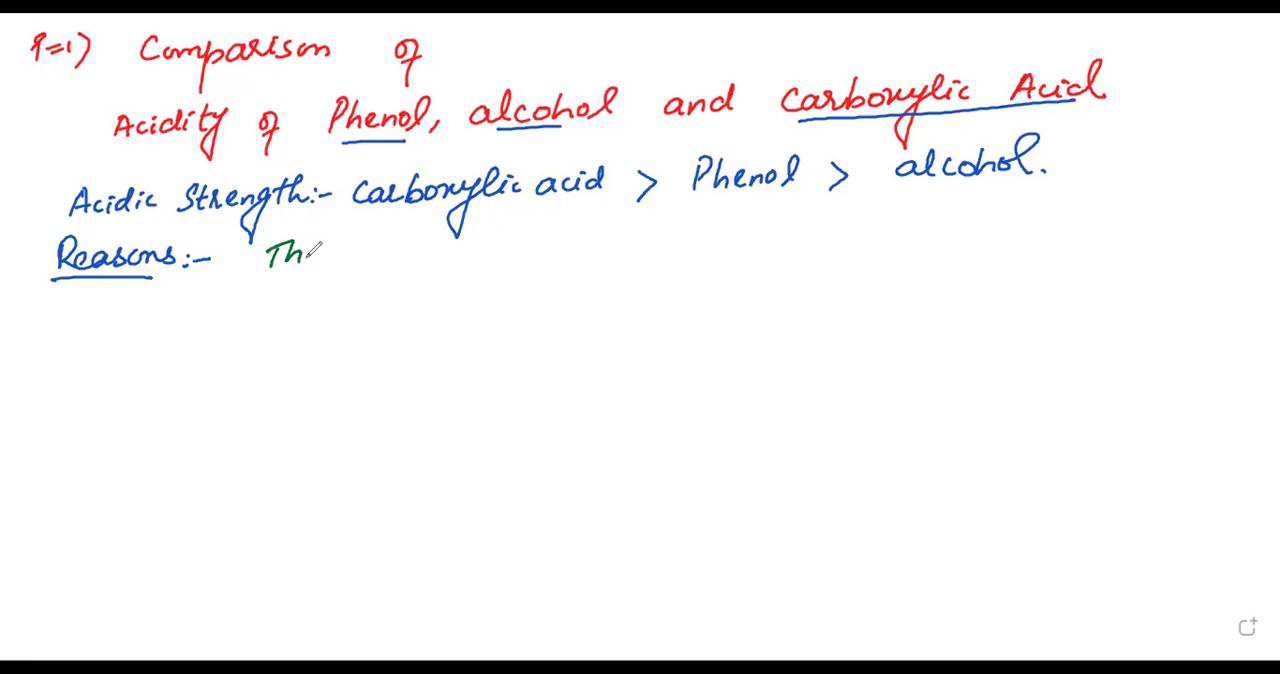 Q=1) Comparison of
Acidity of Phenol, alcohol and Carboxylic Acid
Acidic Strength:- Carboxylic acid > Phenol > alcohol.
Reasons:- Th